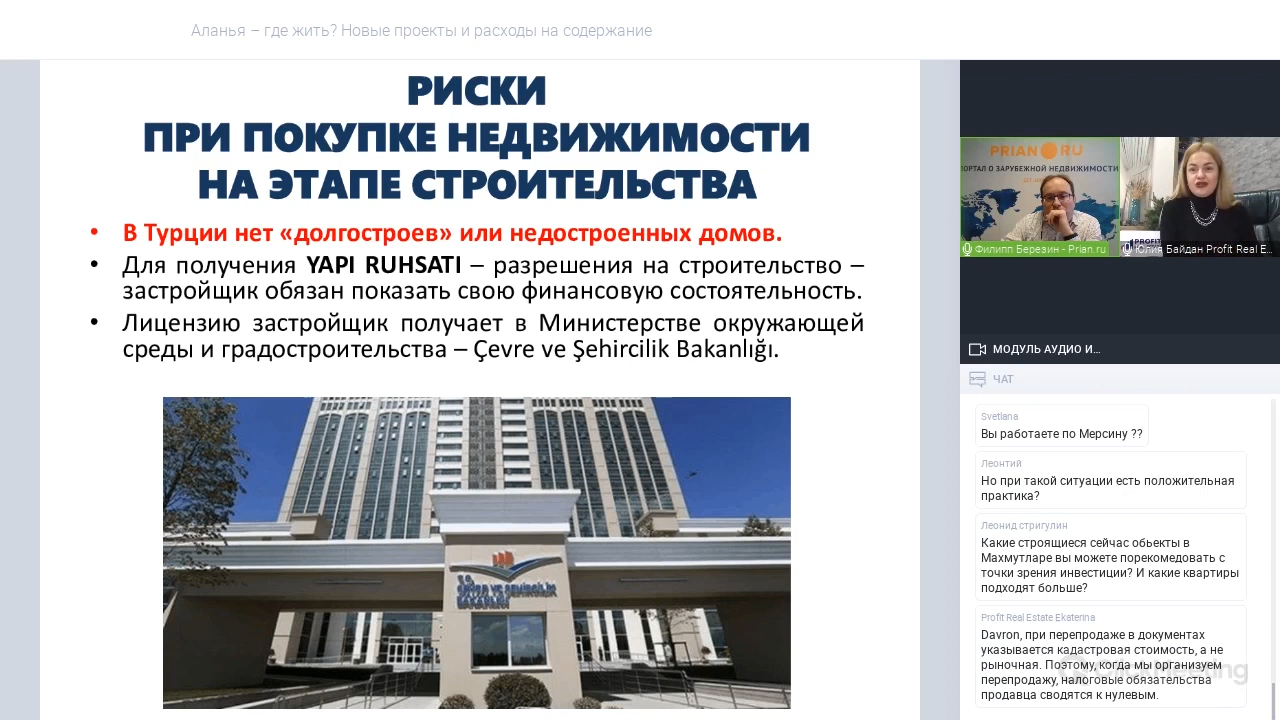 Аланья – где жить? Новые проекты и расходы на содержание
РИСКИ
ПРИ ПОКУПКЕ НЕДВИЖИМОСТИ
НА ЭТАПЕ СТРОИТЕЛЬСТВА
• В Турции нет «долгостроев» или недостроенных домов.
• Для получения YAPI RUHSATI – разрешения на строительство –
застройщик обязан показать свою финансовую состоятельность.
• Лицензию застройщик получает в Министерстве окружающей
среды и градостроительства – Çevre ve Şehircilik Bakanlığı.
PRIAN RU
ПОРТАЛ О ЗАРУБЕЖНОЙ НЕДВИЖИМОСТИ
Филипп Березин - Prian.ru
PROFIT
Юлия Байдан Profit Real E...
МОДУЛЬ АУДИО И...
ЧАТ
Svetlana
Вы работаете по Мерсину ??
Леонтий
Но при такой ситуации есть положительная
практика?
Леонид стригулин
Какие строящиеся сейчас обьекты в
Махмутларе вы можете порекомедовать с
точки зрения инвестиции? И какие квартиры
подходят больше?
Profit Real Estate Ekaterina
Davron, при перепродаже в документах
указывается кадастровая стоимость, а не
рыночная. Поэтому, когда мы организуем
перепродажу, налоговые обязательства
продавца сводятся к нулевым.